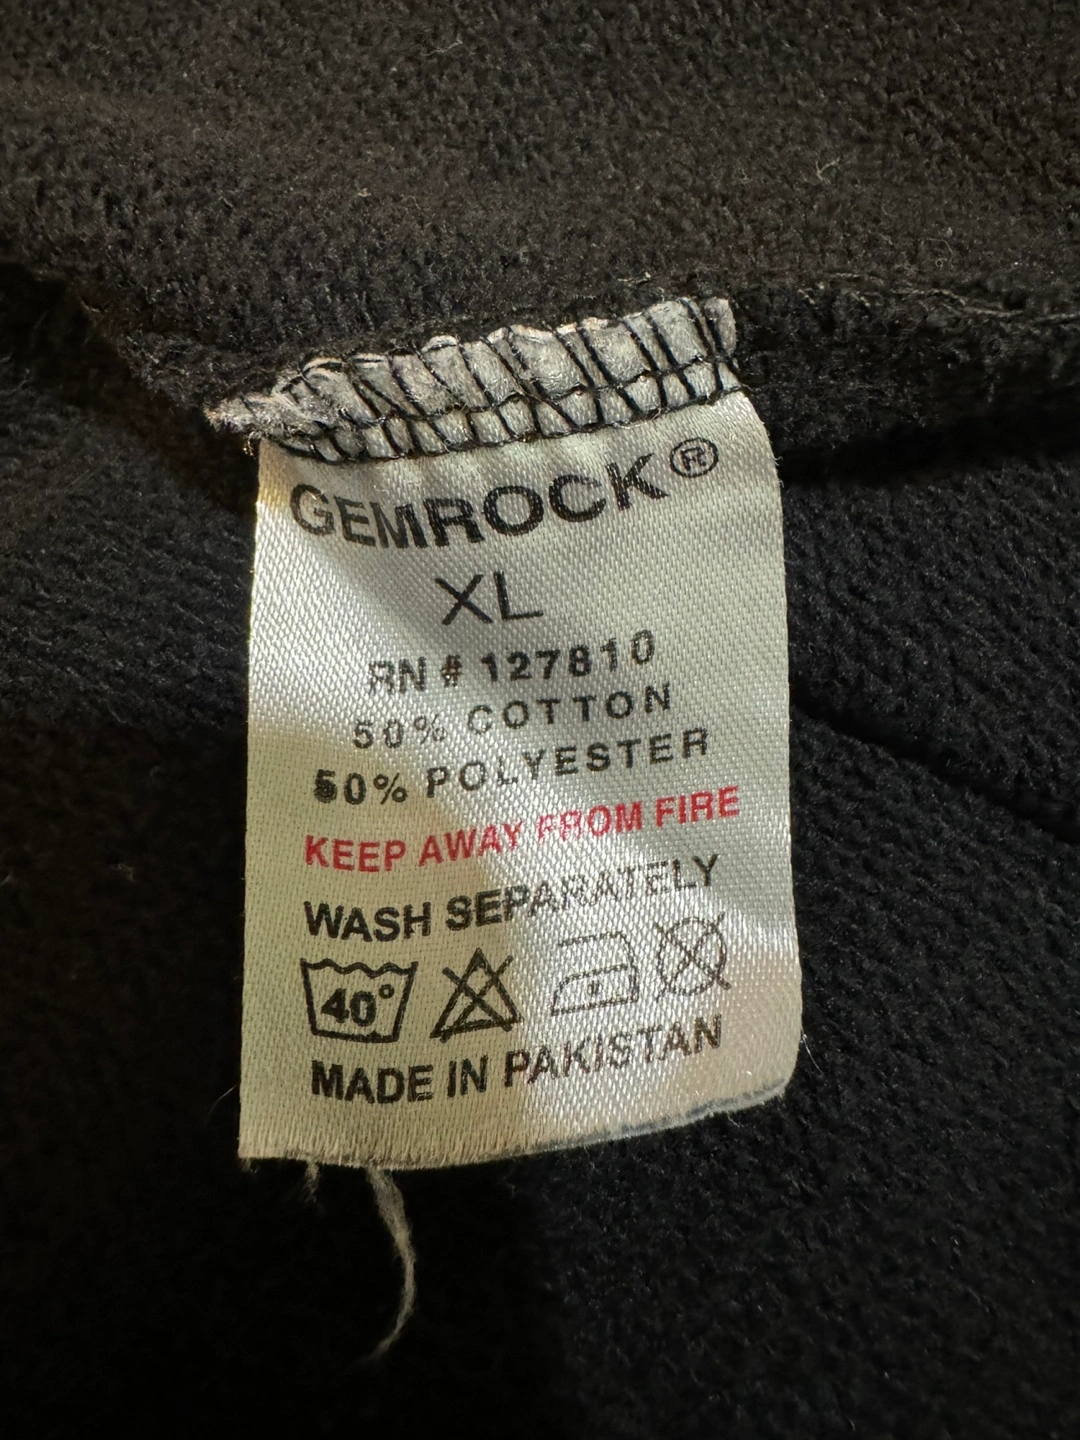 GEMROCK®
XL
RN # 127810
50% COTTON
50% POLYESTER
KEEP AWAY FROM FIRE
WASH SEPARATELY
40°
MADE IN PAKISTAN